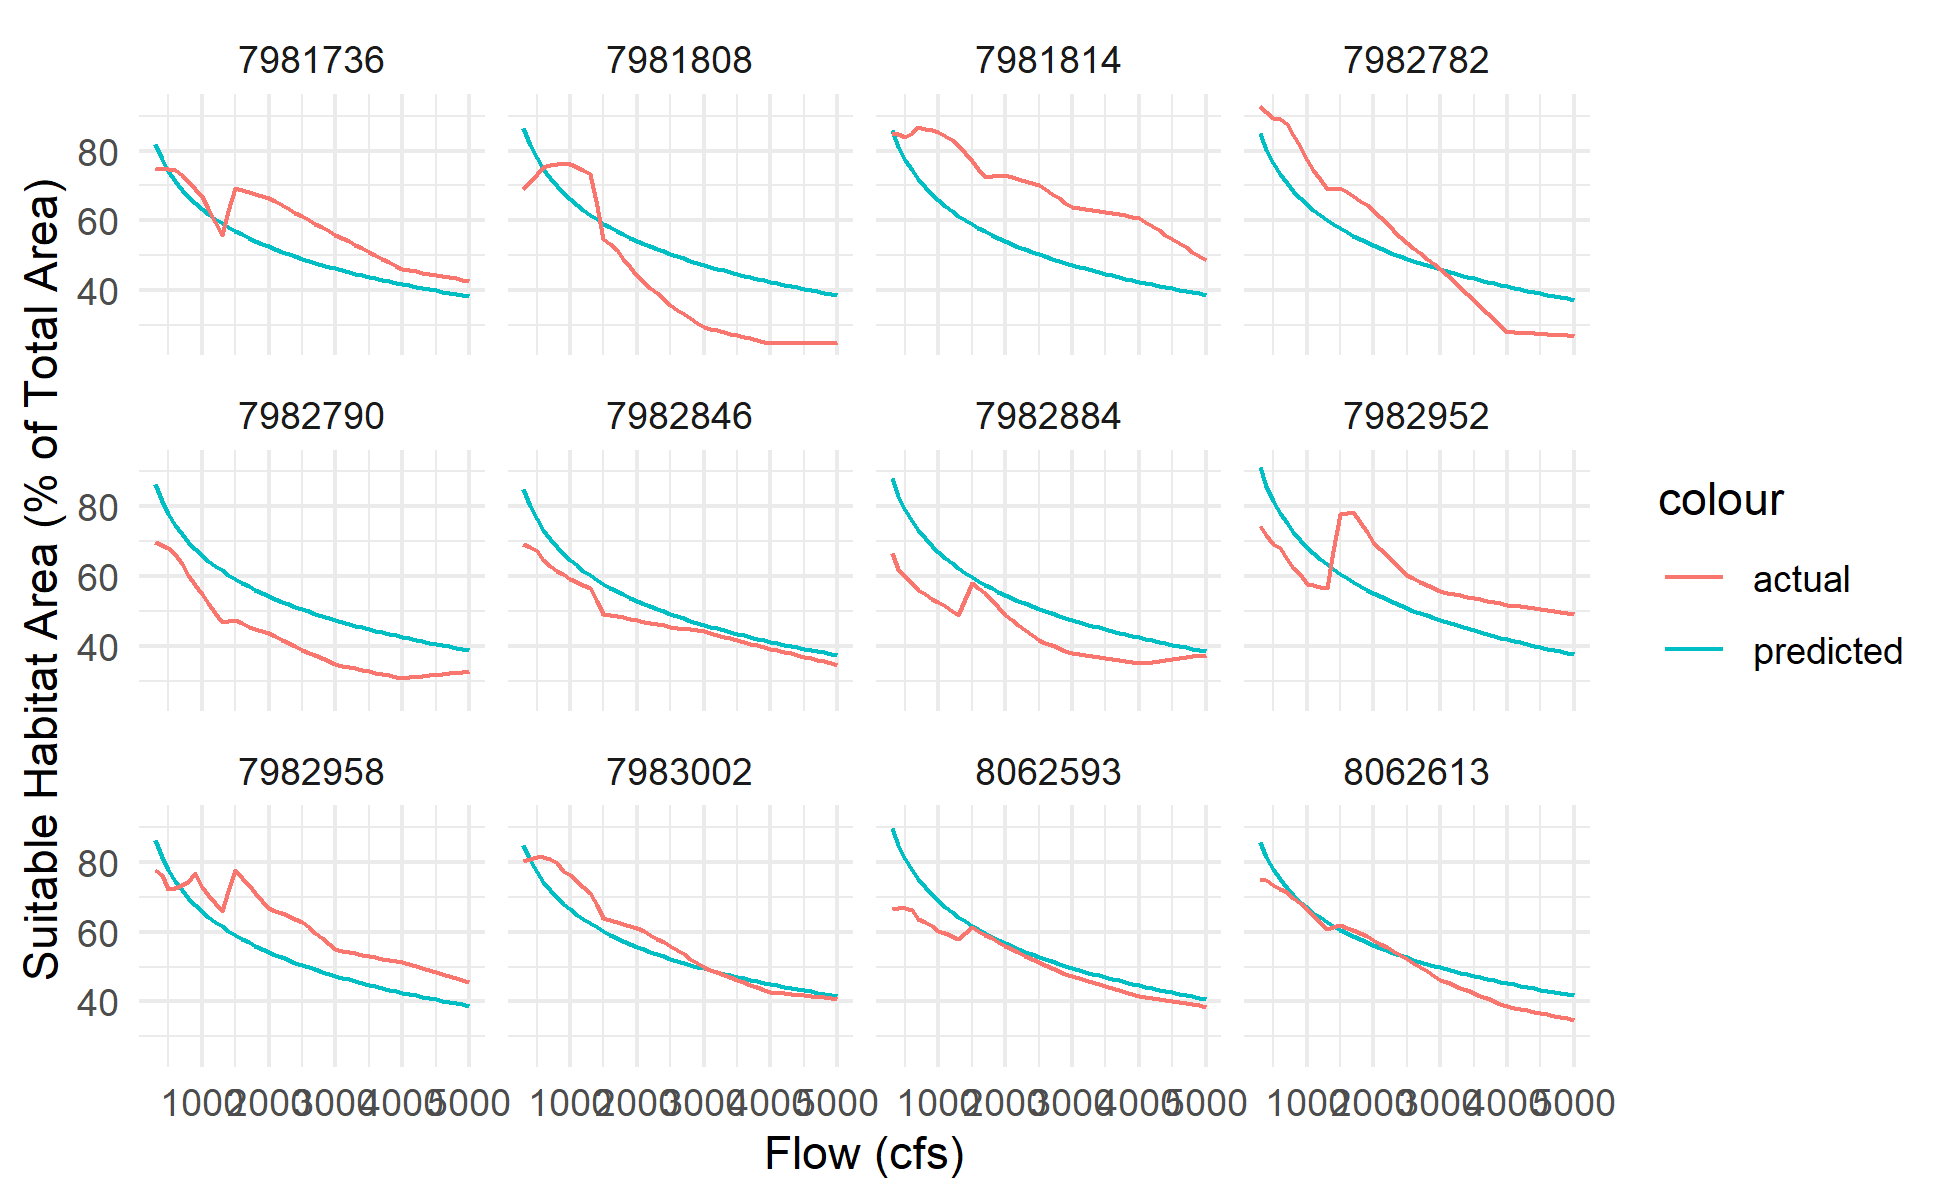 7981736 7981808 7981814 7982782
80
60
40
7982790 7982846 7982884 7982952
80
60
40
7982958 7983002 8062593 8062613
80
60
40
1000 2000 3000 4000 5000 1000 2000 3000 4000 5000 1000 2000 3000 4000 5000 1000 2000 3000 4000 5000
Flow (cfs)
Suitable Habitat Area (% of Total Area)
colour
actual
predicted